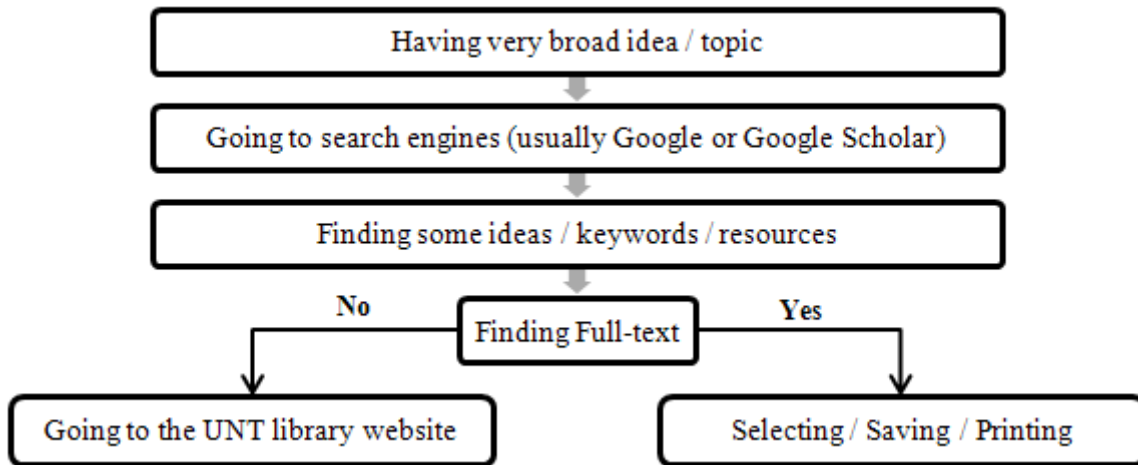 Having very broad idea / topic
Going to search engines (usually Google or Google Scholar)
Finding some ideas / keywords / resources
No
Yes
Finding Full-text
Going to the UNT library website
Selecting / Saving / Printing